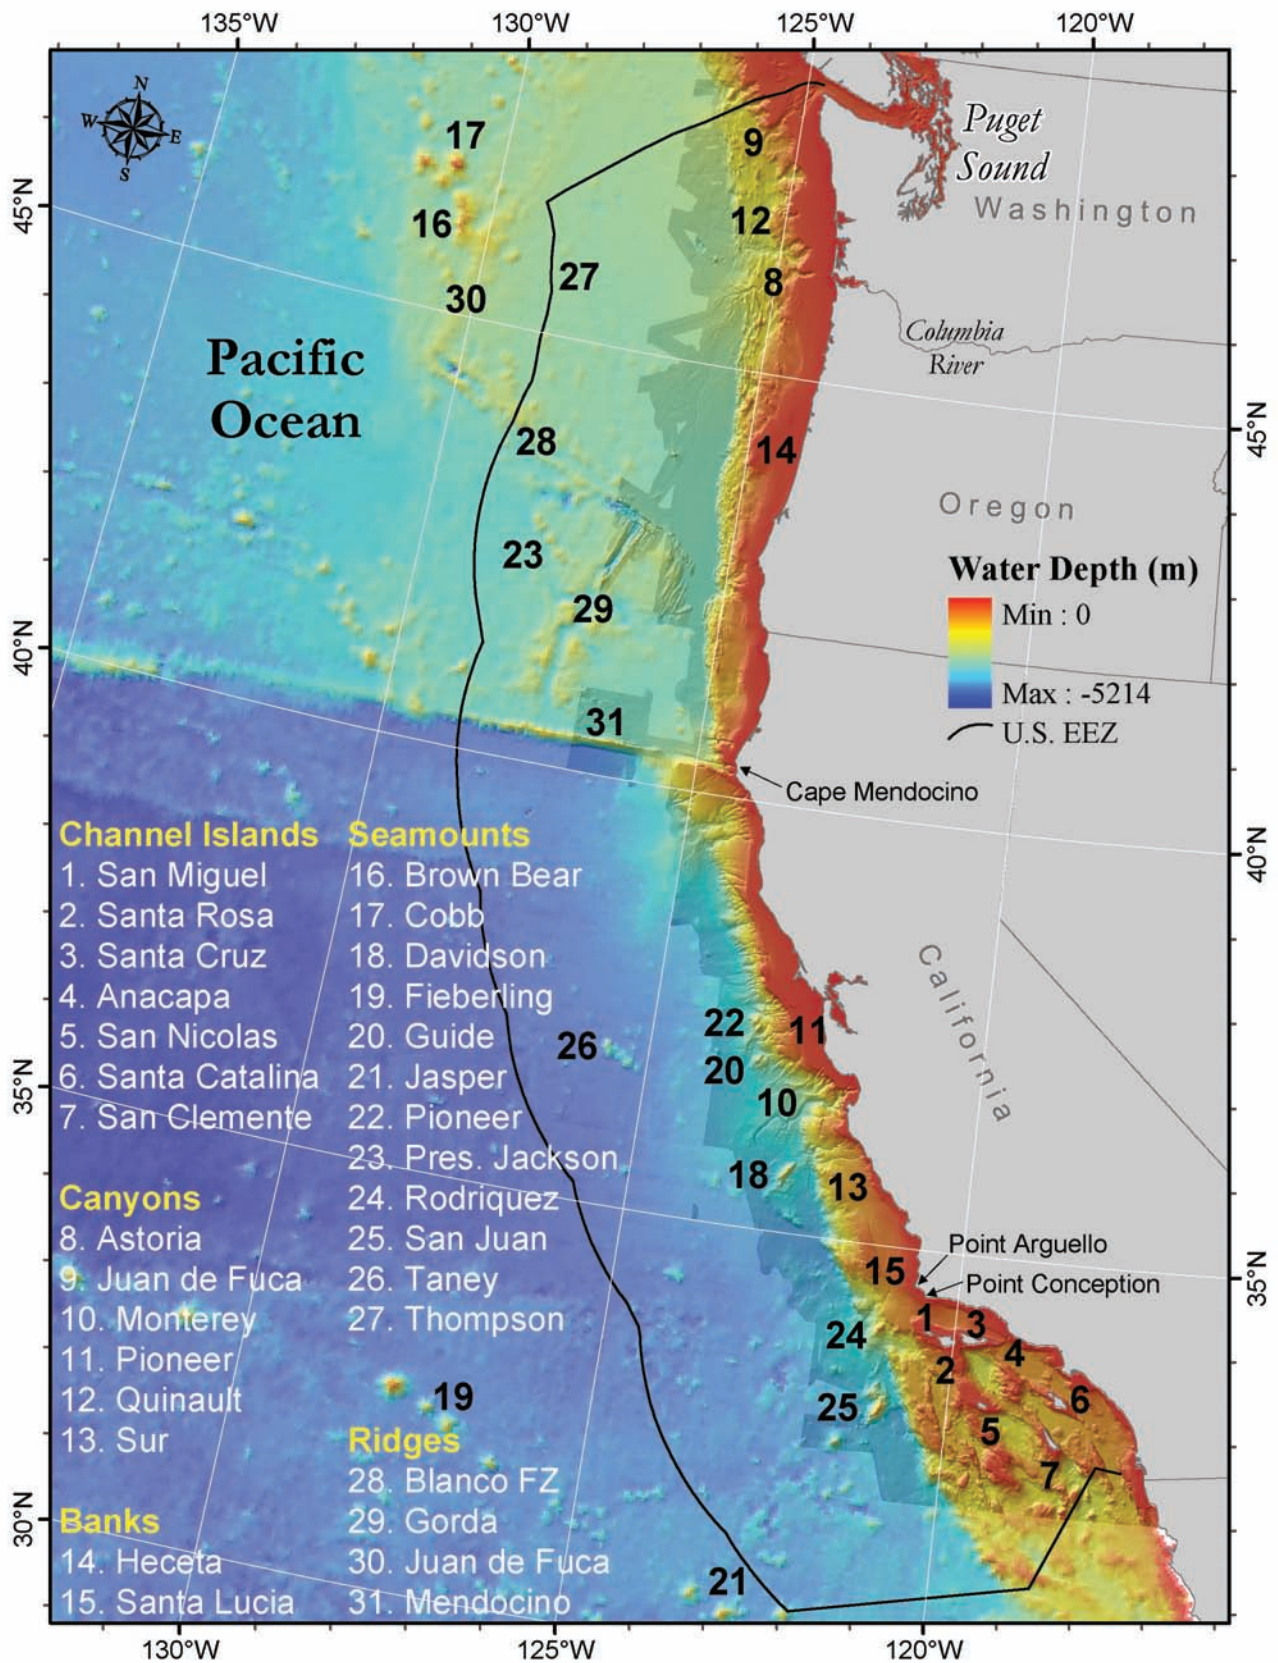 135°W 130°W 125°W 120°W
N
W E
S
17
16
30
27
9
12
8
Puget
Sound
Washington
45°N
Pacific
Ocean
Columbia
River
28
14
45°N
Oregon
23
29
Water Depth (m)
Min : 0
Max : -5214
U.S. EEZ
40°N
31
Cape Mendocino
40°N
Channel Islands
1. San Miguel
2. Santa Rosa
3. Santa Cruz
4. Anacapa
5. San Nicolas
6. Santa Catalina
7. San Clemente
Canyons
8. Astoria
9. Juan de Fuca
10. Monterey
11. Pioneer
12. Quinault
13. Sur
Banks
14. Heceta
15. Santa Lucia
Seamounts
16. Brown Bear
17. Cobb
18. Davidson
19. Fieberling
20. Guide
21. Jasper
22. Pioneer
23. Pres. Jackson
24. Rodriquez
25. San Juan
26. Taney
27. Thompson
Ridges
28. Blanco FZ
29. Gorda
30. Juan de Fuca
31. Mendocino
California
35°N
26
22
11
20
10
18
13
15
Point Arguello
Point Conception
35°N
1
3
24
4
2
19
25
6
5
7
30°N
21
130°W 125°W 120°W